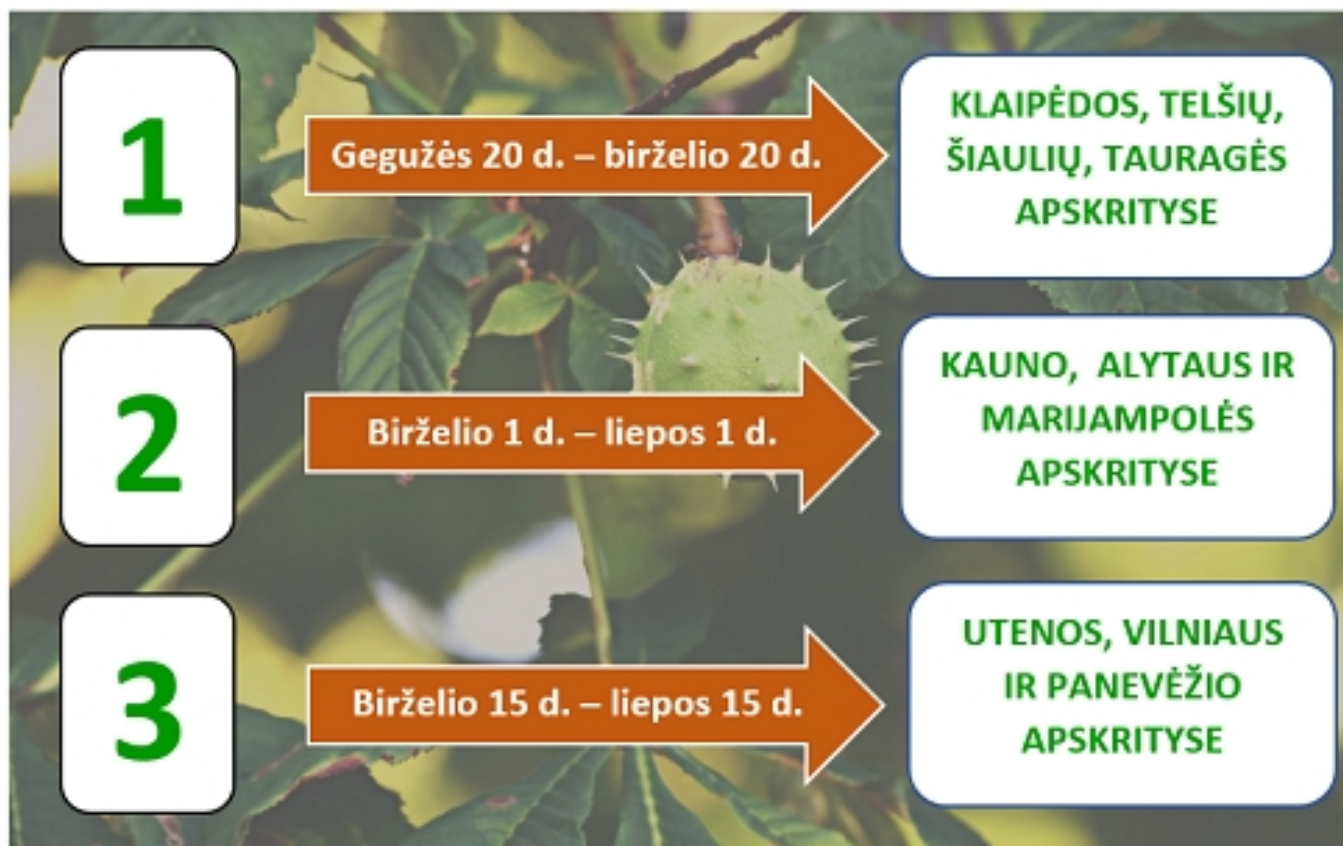 1
Gegužės 20 d. – birželio 20 d.
KLAIPĖDOS, TELŠIŲ,
ŠIAULIŲ, TAURAGĖS
APSKRITYSE
2
Birželio 1 d. – liepos 1 d.
KAUNO, ALYTAUS IR
MARIJAMPOLĖS
APSKRITYSE
3
Birželio 15 d. – liepos 15 d.
UTENOS, VILNIAUS
IR PANEVĖŽIO
APSKRITYSE